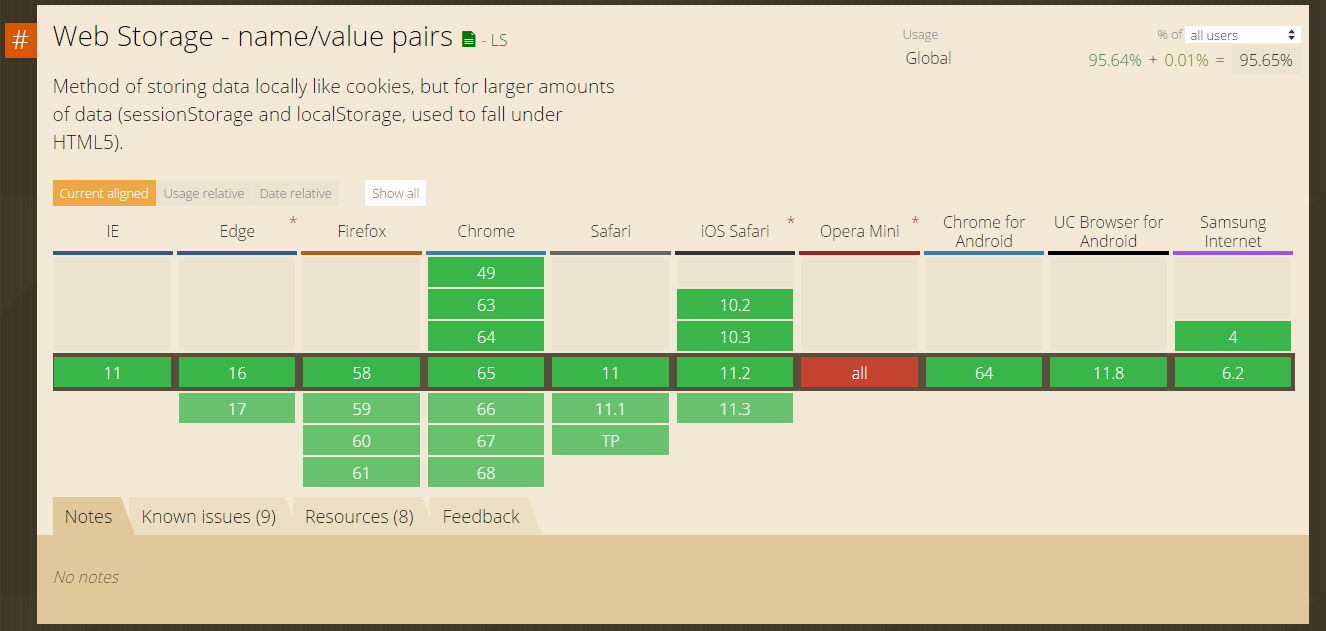 #
Web Storage - name/value pairs - LS
Usage
% of all users
Global
95.64% + 0.01% = 95.65%
Method of storing data locally like cookies, but for larger amounts
of data (sessionStorage and localStorage, used to fall under
HTML5).
Current aligned Usage relative Date relative Show all
IE Edge * Firefox Chrome Safari iOS Safari * Opera Mini * Chrome for Android UC Browser for Android Samsung Internet
49
63 10.2
64 10.3 4
11 16 58 65 11 11.2 all 64 11.8 6.2
17 59 66 11.1 11.3
60 67 TP
61 68
Notes Known issues (9) Resources (8) Feedback
No notes